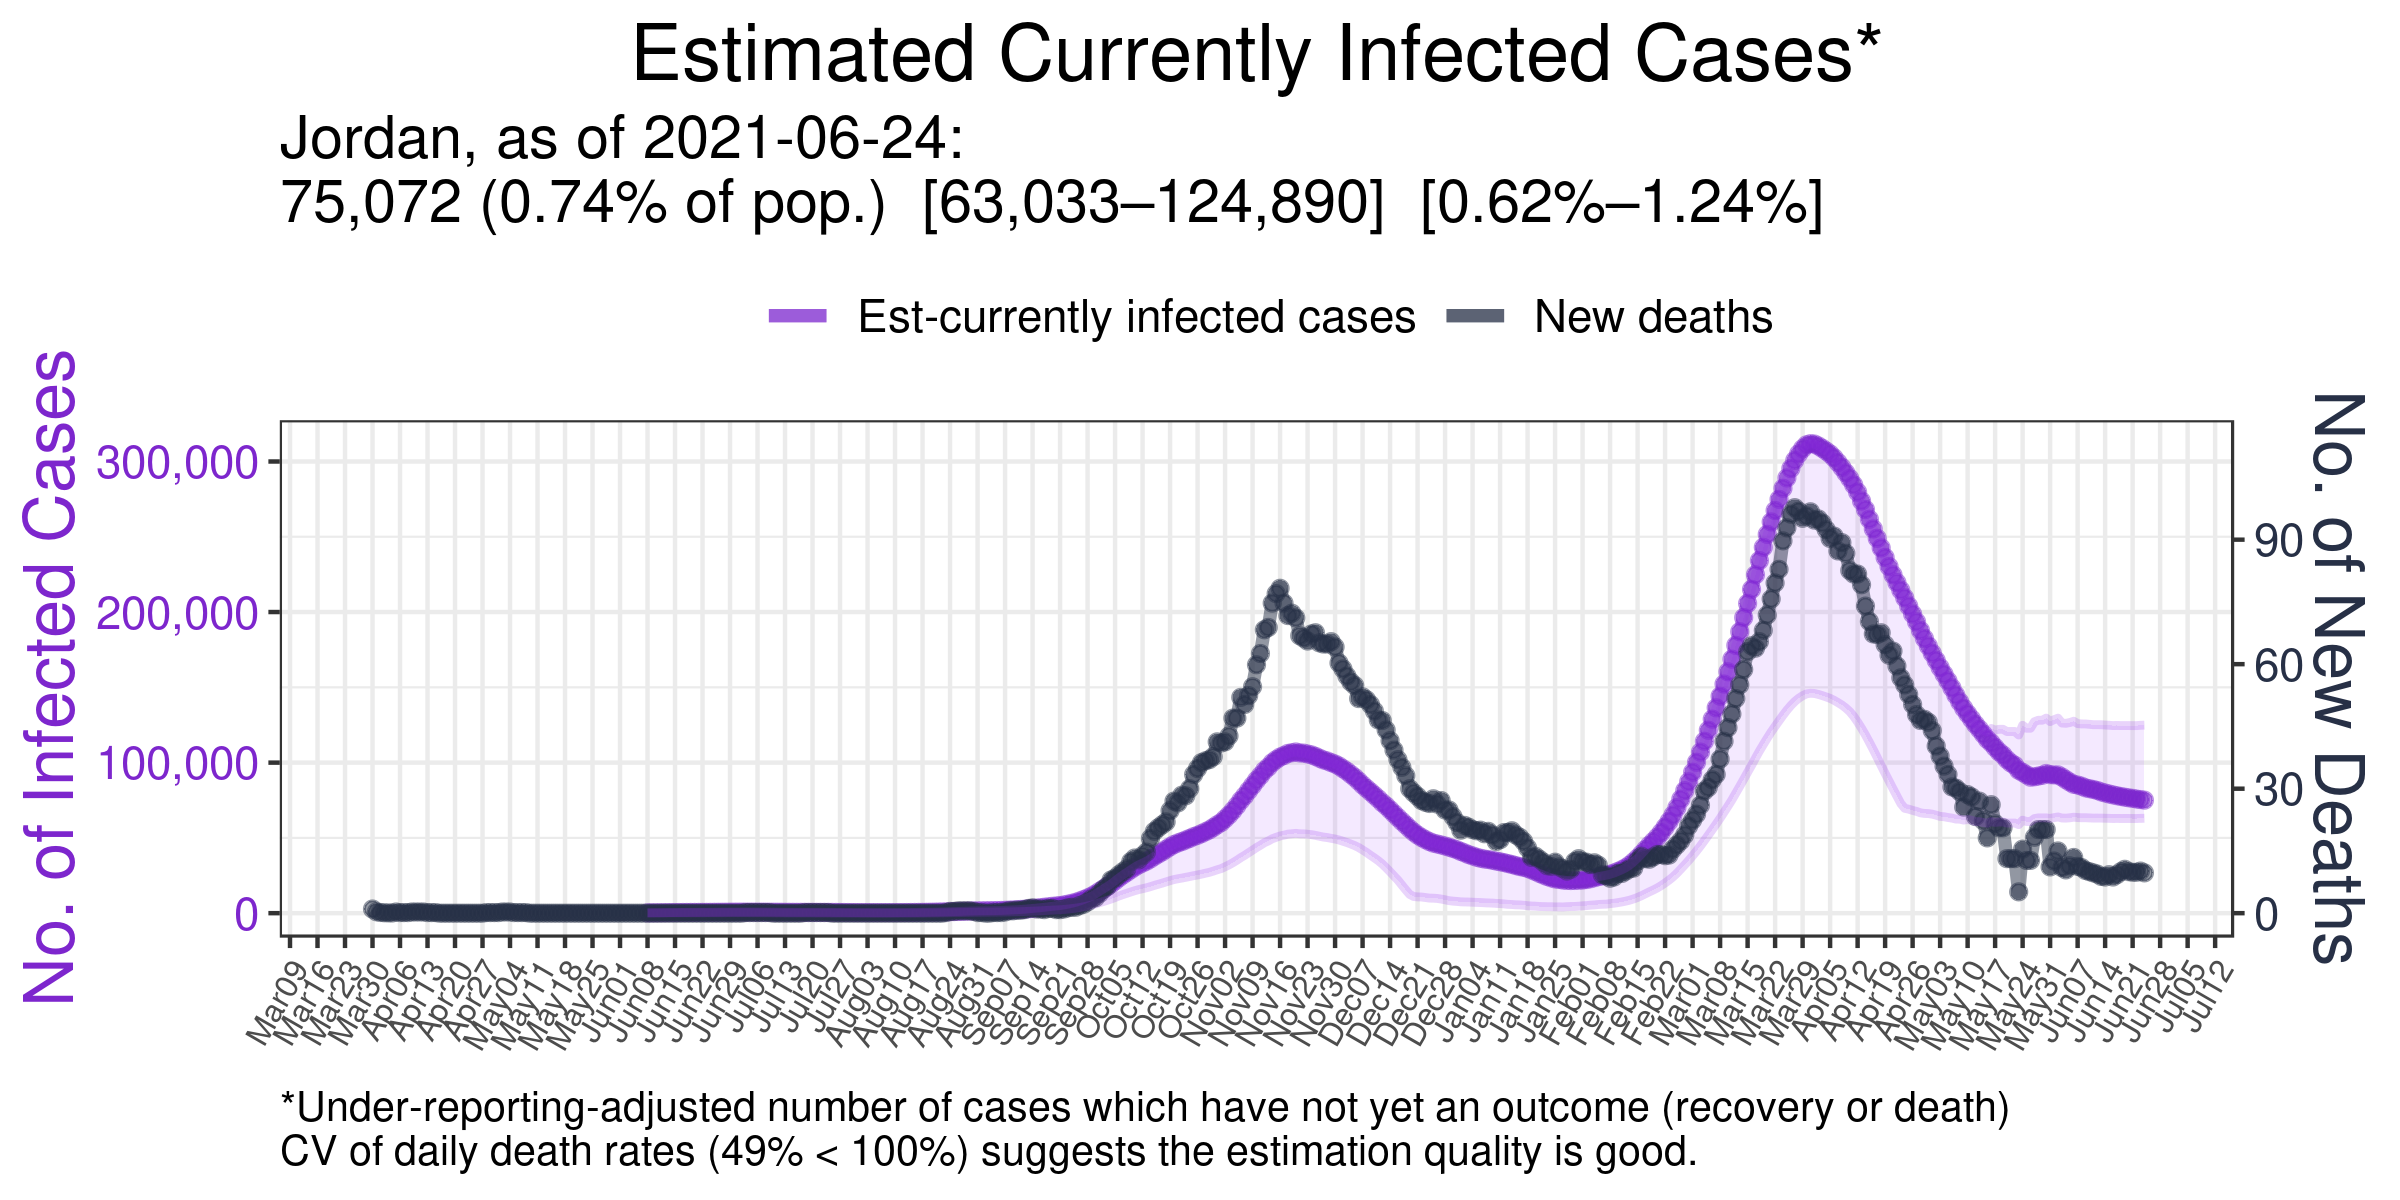 Estimated Currently Infected Cases*
Jordan, as of 2021-06-24:
75,072 (0.74% of pop.) [63,033–124,890] [0.62%–1.24%]
Est-currently infected cases
New deaths
No. of Infected Cases
300,000
200,000
100,000
0
90
60
30
0
No. of New Deaths
Mar09
Mar16
Mar23
Mar30
Apr06
Apr13
Apr20
Apr27
May04
May11
May18
May25
Jun01
Jun08
Jun15
Jun22
Jun29
Jul06
Jul13
Jul20
Jul27
Aug03
Aug10
Aug17
Aug24
Aug31
Sep07
Sep14
Sep21
Sep28
Oct05
Oct12
Oct19
Oct26
Nov02
Nov09
Nov16
Nov23
Nov30
Dec07
Dec14
Dec21
Dec28
Jan04
Jan11
Jan18
Jan25
Feb01
Feb08
Feb15
Feb22
Mar01
Mar08
Mar15
Mar22
Mar29
Apr05
Apr12
Apr19
Apr26
May03
May10
May17
May24
May31
Jun07
Jun14
Jun21
Jun28
Jul05
Jul12
*Under-reporting-adjusted number of cases which have not yet an outcome (recovery or death)
CV of daily death rates (49% < 100%) suggests the estimation quality is good.